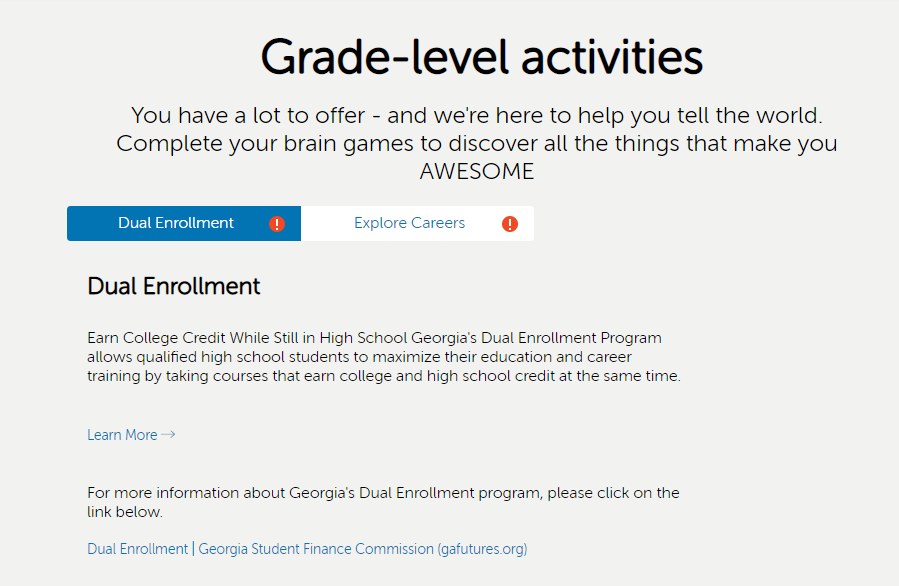 Grade-level activities
You have a lot to offer - and we're here to help you tell the world.
Complete your brain games to discover all the things that make you
AWESOME
Dual Enrollment ! Explore Careers !
Dual Enrollment
Earn College Credit While Still in High School Georgia's Dual Enrollment Program
allows qualified high school students to maximize their education and career
training by taking courses that earn college and high school credit at the same time.
Learn More →
For more information about Georgia's Dual Enrollment program, please click on the
link below.
Dual Enrollment | Georgia Student Finance Commission (gafutures.org)